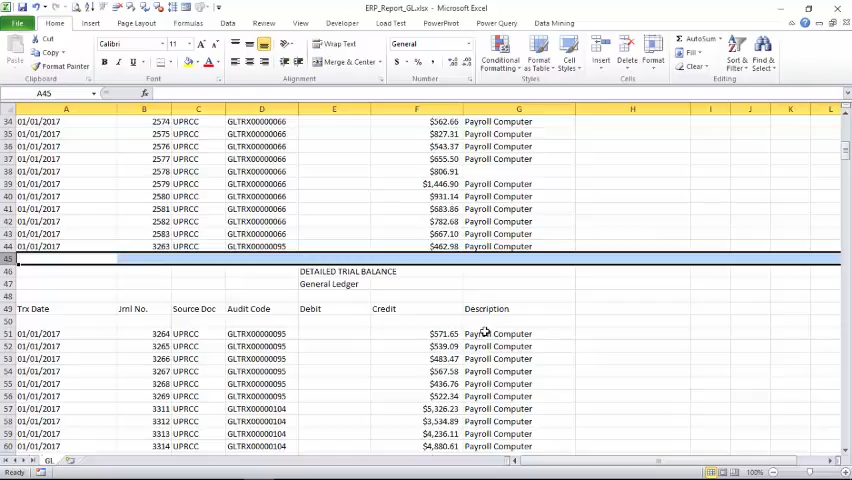 ERP_Report_GL.xlsx - Microsoft Excel
File Home Insert Page Layout Formulas Data Review View Developer Load Test PowerPivot Power Query Data Mining
Cut
Copy
Format Painter
Paste
Clipboard
Calibri 11
B I U
Font
Wrap Text
Merge & Center
Alignment
General
$ % ,
Number
Conditional Formatting
Format as Table
Cell Styles
Styles
Insert Delete Format
Cells
AutoSum
Fill
Clear
Sort & Filter
Find & Select
Editing
A45 fx
A B C D E F G H I J K L
34 01/01/2017 2574 UPRCC GLTRX00000066 $562.66 Payroll Computer
35 01/01/2017 2575 UPRCC GLTRX00000066 $827.31 Payroll Computer
36 01/01/2017 2576 UPRCC GLTRX00000066 $543.37 Payroll Computer
37 01/01/2017 2577 UPRCC GLTRX00000066 $655.50 Payroll Computer
38 01/01/2017 2578 UPRCC GLTRX00000066 $806.91
39 01/01/2017 2579 UPRCC GLTRX00000066 $1,446.90 Payroll Computer
40 01/01/2017 2580 UPRCC GLTRX00000066 $931.14 Payroll Computer
41 01/01/2017 2581 UPRCC GLTRX00000066 $683.86 Payroll Computer
42 01/01/2017 2582 UPRCC GLTRX00000066 $782.68 Payroll Computer
43 01/01/2017 2583 UPRCC GLTRX00000066 $667.10 Payroll Computer
44 01/01/2017 3263 UPRCC GLTRX00000095 $462.98 Payroll Computer
45
46 DETAILED TRIAL BALANCE
47 General Ledger
48
49 Trx Date Jrnl No. Source Doc Audit Code Debit Credit Description
50
51 01/01/2017 3264 UPRCC GLTRX00000095 $571.65 Payroll Computer
52 01/01/2017 3265 UPRCC GLTRX00000095 $539.09 Payroll Computer
53 01/01/2017 3266 UPRCC GLTRX00000095 $483.47 Payroll Computer
54 01/01/2017 3267 UPRCC GLTRX00000095 $567.58 Payroll Computer
55 01/01/2017 3268 UPRCC GLTRX00000095 $436.76 Payroll Computer
56 01/01/2017 3269 UPRCC GLTRX00000095 $522.34 Payroll Computer
57 01/01/2017 3311 UPRCC GLTRX00000104 $5,326.23 Payroll Computer
58 01/01/2017 3312 UPRCC GLTRX00000104 $3,534.89 Payroll Computer
59 01/01/2017 3313 UPRCC GLTRX00000104 $4,236.11 Payroll Computer
60 01/01/2017 3314 UPRCC GLTRX00000104 $4,880.61 Payroll Computer
GL
Ready 100%